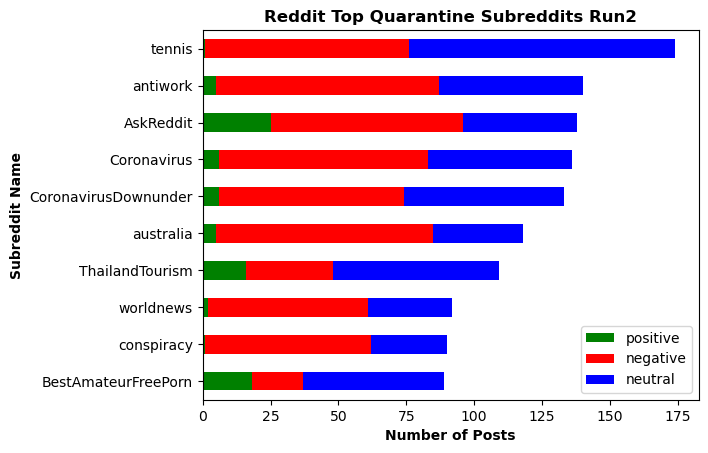 Reddit Top Quarantine Subreddits Run2
Subreddit Name
tennis
antiwork
AskReddit
Coronavirus
CoronavirusDownunder
australia
ThailandTourism
worldnews
conspiracy
BestAmateurFreePorn
positive
negative
neutral
0 25 50 75 100 125 150 175
Number of Posts